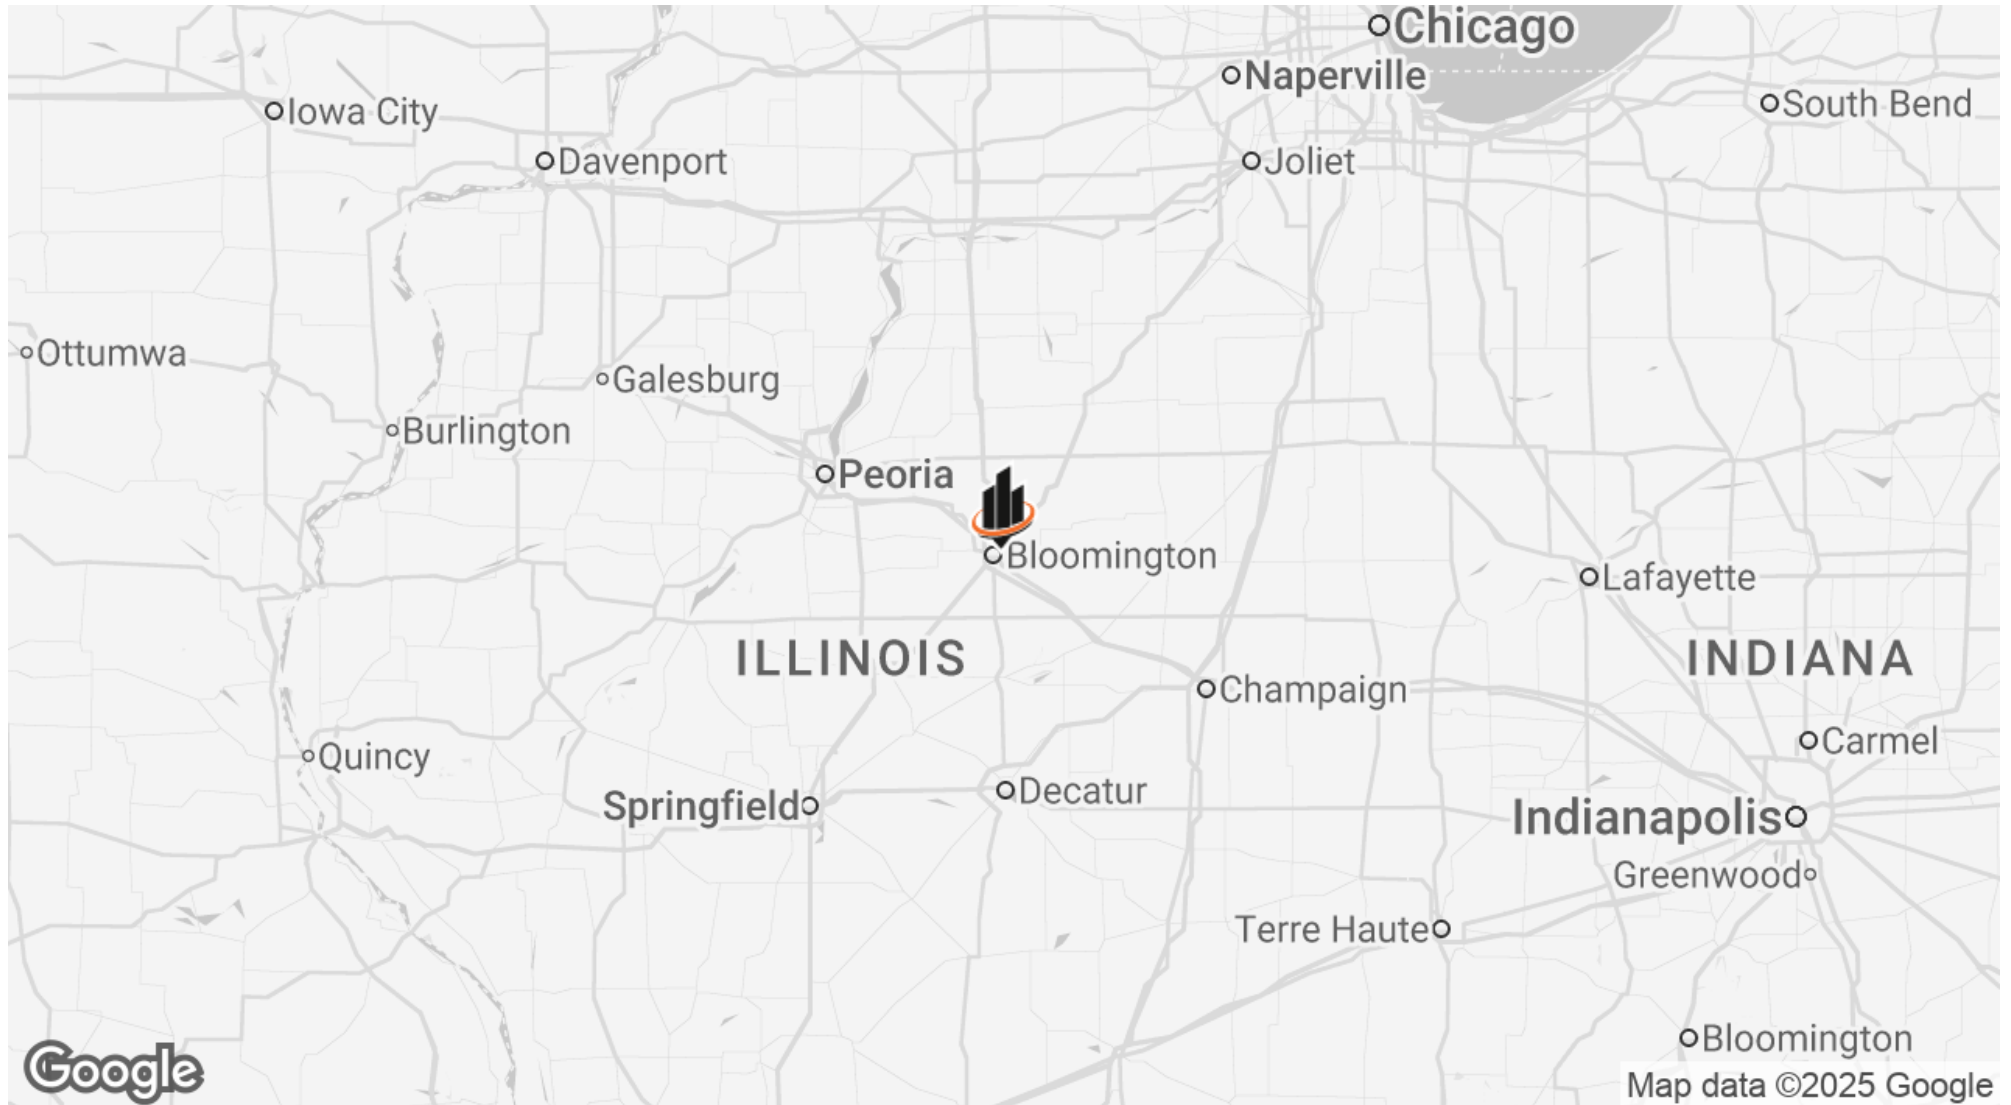 Chicago
Naperville
South Bend
Iowa City
Davenport
Joliet
Ottumwa
Galesburg
Burlington
Peoria
Bloomington
Lafayette
ILLINOIS
INDIANA
Champaign
Carmel
Quincy
Decatur
Springfield
Indianapolis
Greenwood
Terre Haute
Bloomington
Google
Map data ©2025 Google